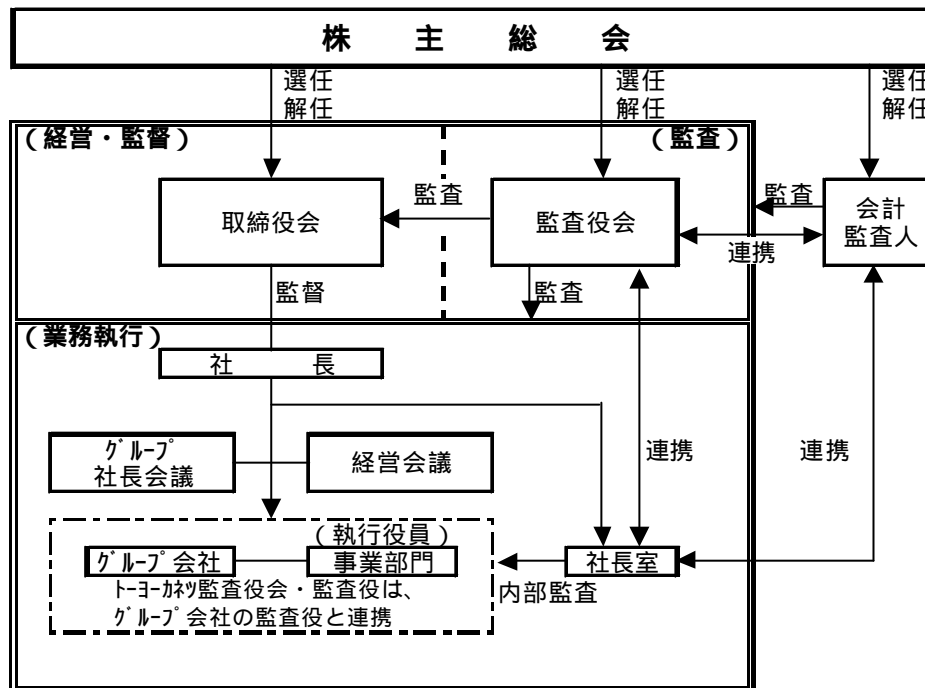 株 主 総 会
選任 選任 選任
解任 解任 解任
（経営・監督） （監査）
監査 監査
取締役会 監査役会 会計
監査人
連携
監督 監査
（業務執行）
社 長
ｸﾞﾙｰﾌﾟ
社長会議
経営会議
連携 連携
（執行役員）
ｸﾞﾙｰﾌﾟ会社 事業部門 社長室
ﾄｰﾖｰｶﾈﾂ監査役会・監査役は、
ｸﾞﾙｰﾌﾟ会社の監査役と連携
内部監査